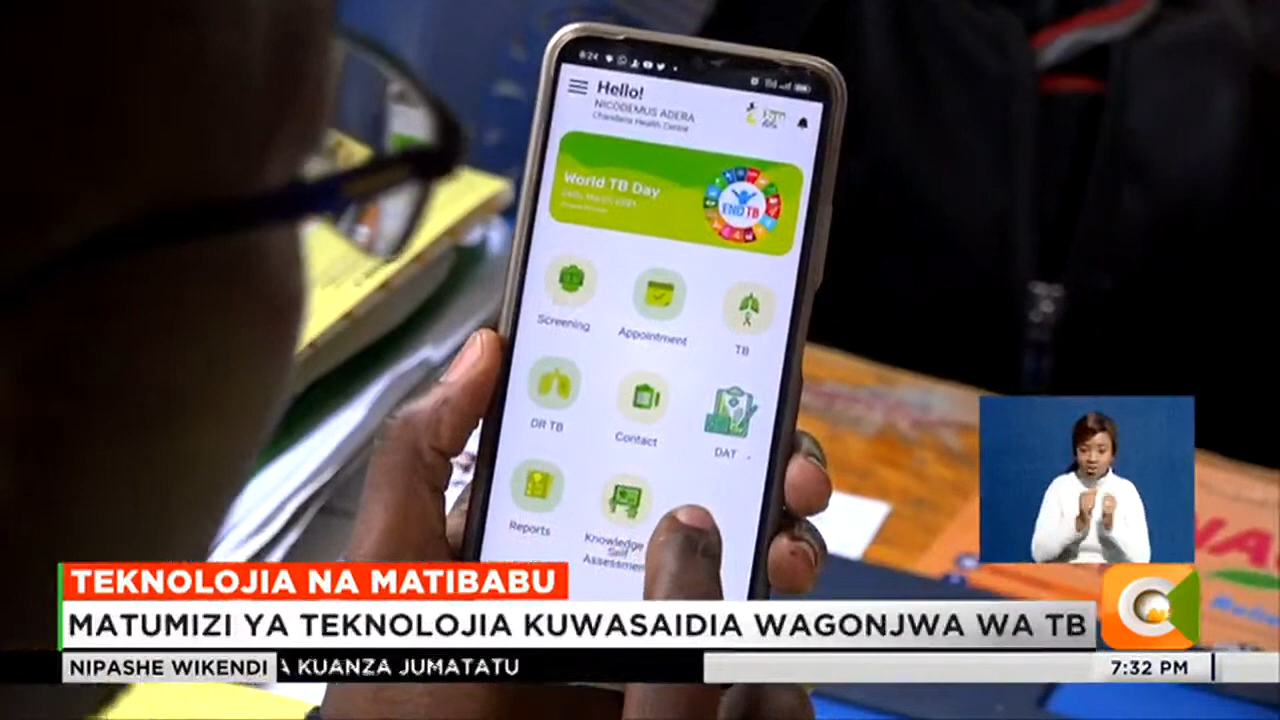 8:24
Hello!
NICODEMUS ADERA
Chandaria Health Centre
World TB Day
END TB
Screening
Appointment
TB
DR TB
Contact
DAT
Reports
Knowledge
Self
Assessment
TEKNOLOJIA NA MATIBABU
MATUMIZI YA TEKNOLOJIA KUWASAIDIA WAGONJWA WA TB
NIPASHE WIKENDI
A KUANZA JUMATATU
7:32 PM